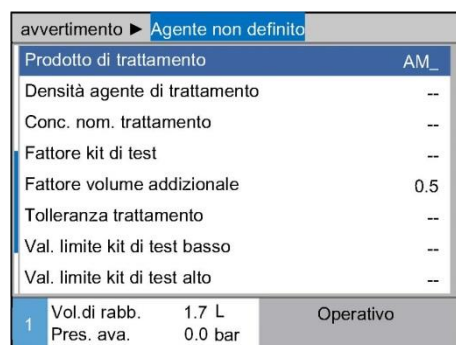 avvertimento ► Agente non definito
Prodotto di trattamento AM_
Densità agente di trattamento --
Conc. nom. trattamento --
Fattore kit di test --
Fattore volume addizionale 0.5
Tolleranza trattamento --
Val. limite kit di test basso --
Val. limite kit di test alto --
1 Vol.di rabb. 1.7 L Operativo
Pres. ava. 0.0 bar